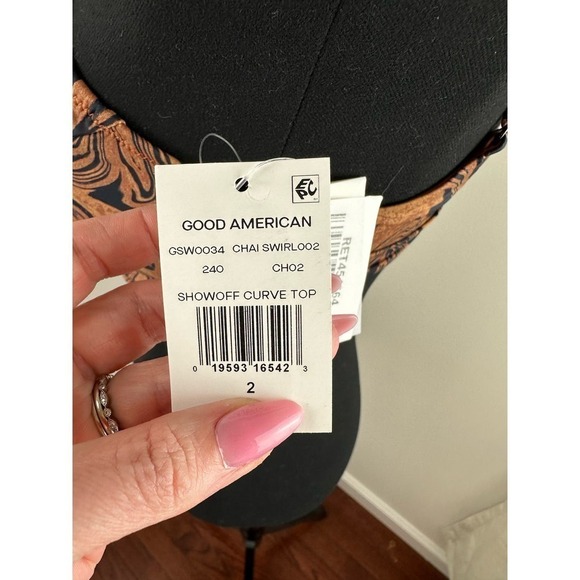 EPC
GOOD AMERICAN
GSW0034 CHAI SWIRL002
240 CH02
SHOWOFF CURVE TOP
0 19593 16542 3
2